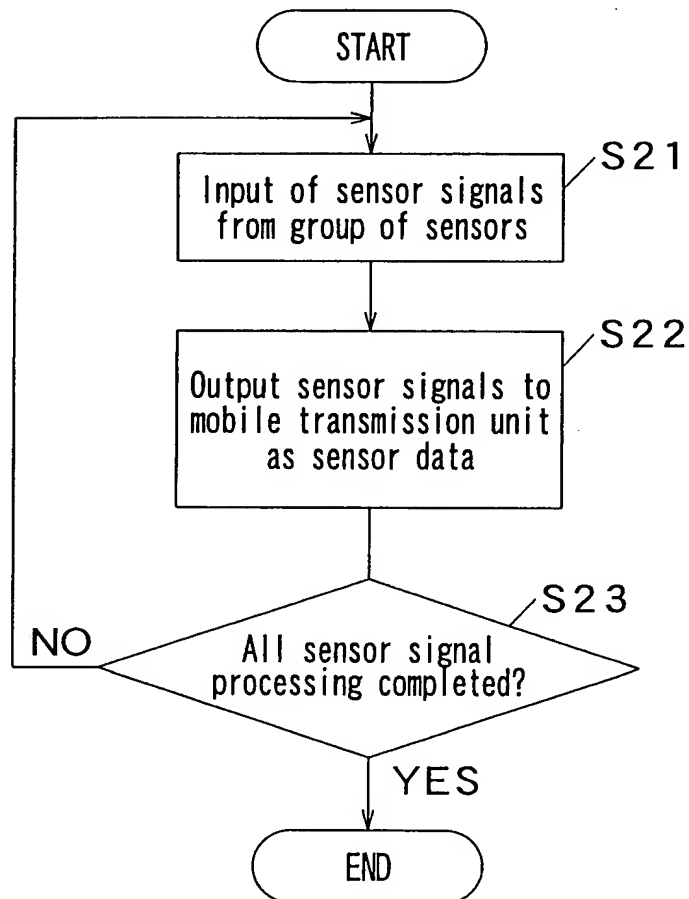 START
S21
Input of sensor signals
from group of sensors
S22
Output sensor signals to
mobile transmission unit
as sensor data
S23
NO
All sensor signal
processing completed?
YES
END